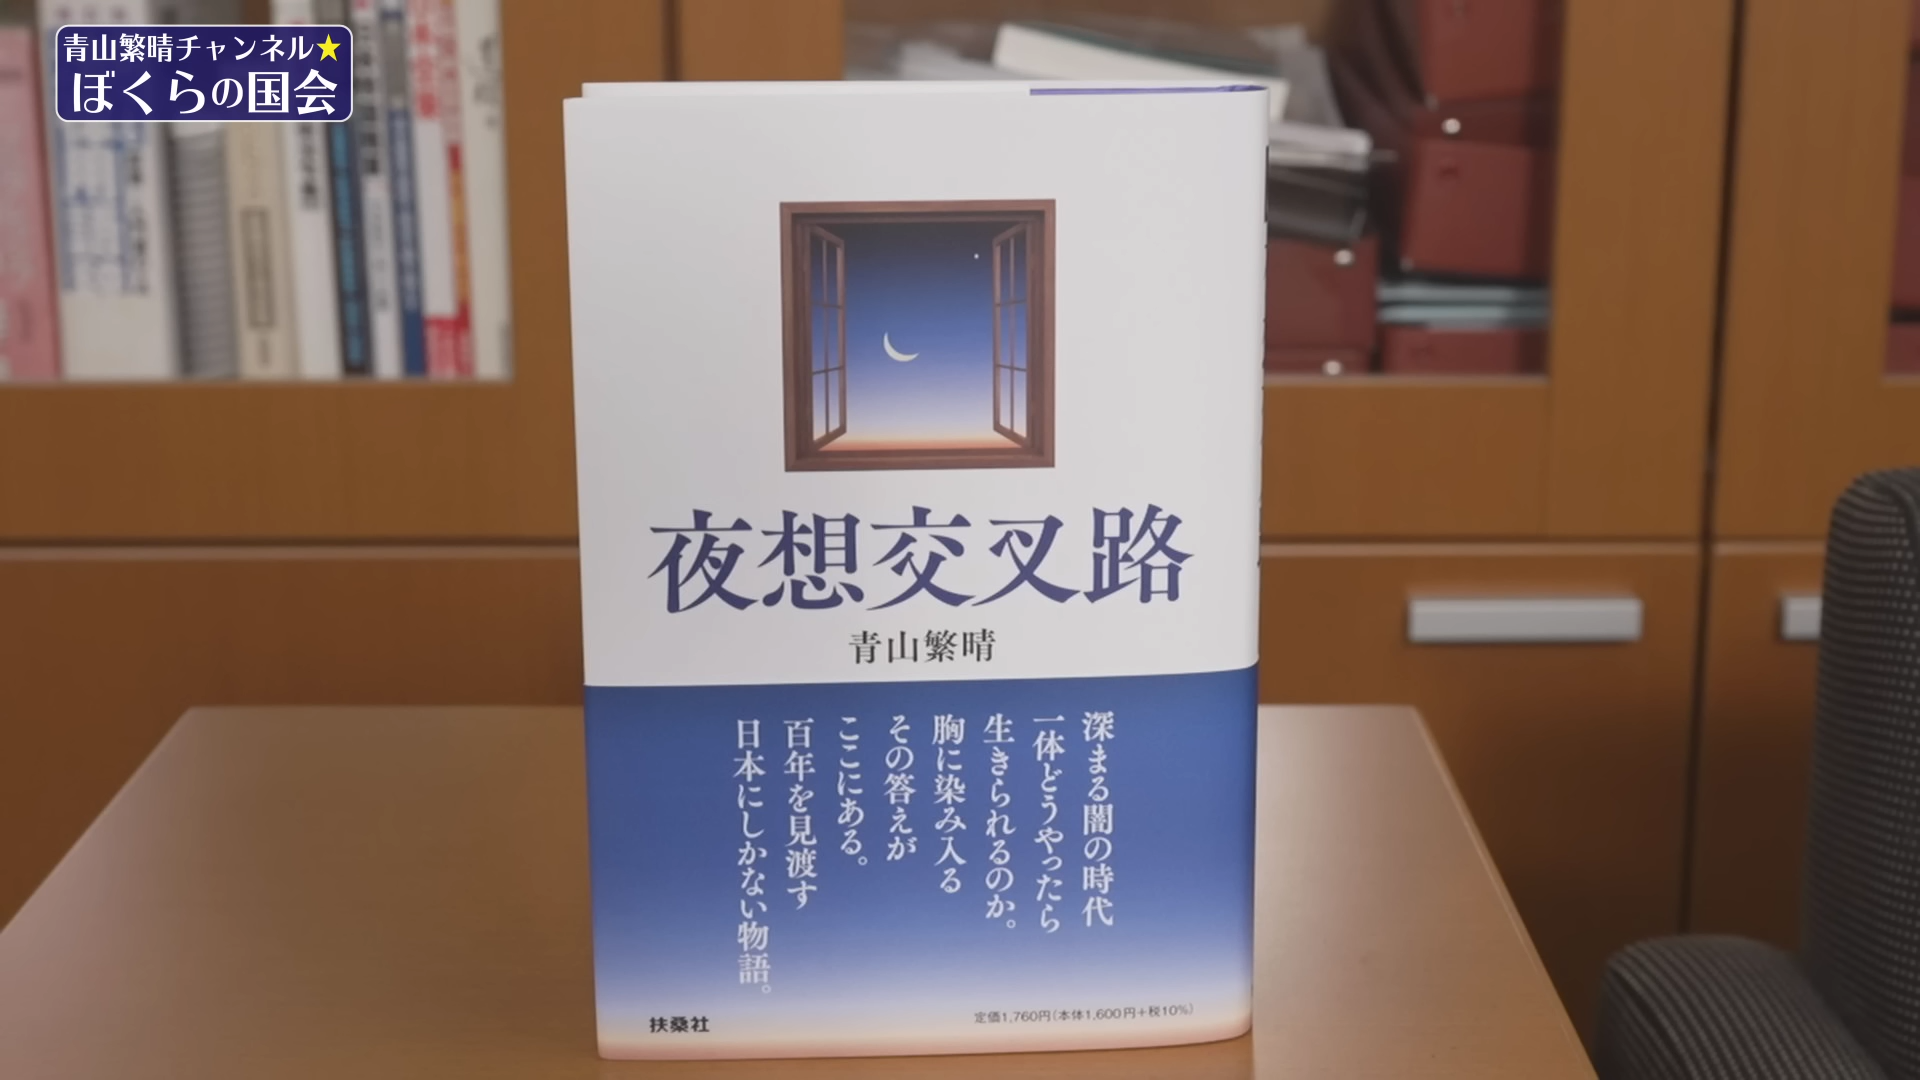 青山繁晴チャンネル★
ぼくらの国会
夜想交叉路
青山繁晴
深まる闇の時代
一体どうやったら
生きられるのか。
胸に染み入る
その答えが
ここにある。
百年を見渡す
日本にしかない物語。
扶桑社
定価1,760円(本体1,600円+税10%)